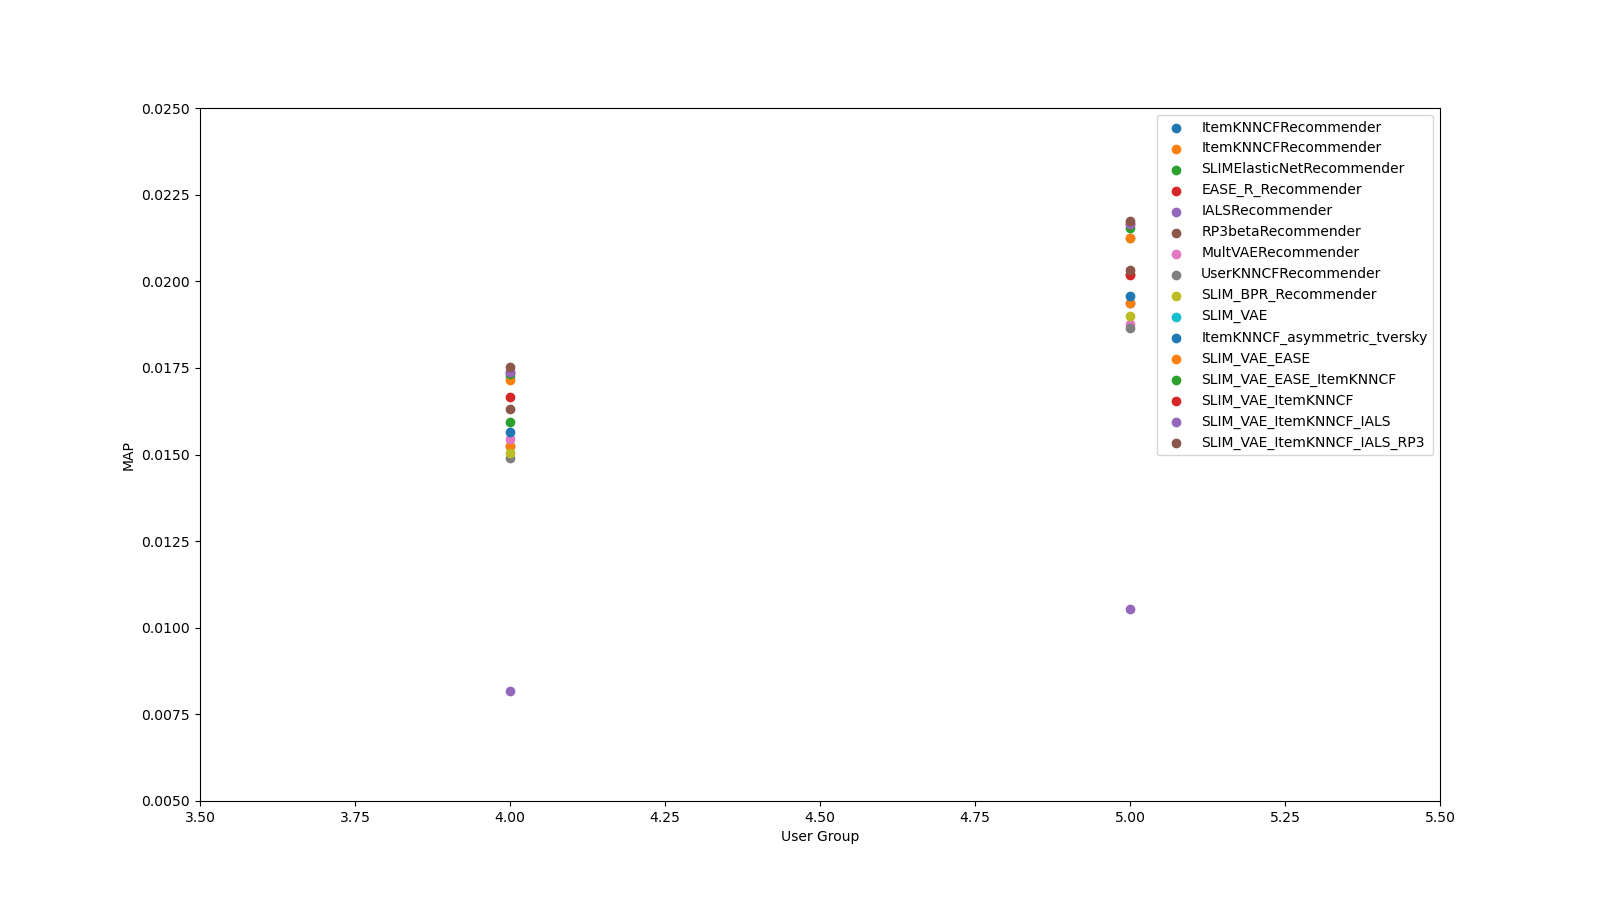 0.0250
0.0225
0.0200
0.0175
0.0150
0.0125
0.0100
0.0075
0.0050
MAP
3.50 3.75 4.00 4.25 4.50 4.75 5.00 5.25 5.50
User Group
ItemKNNCFRecommender
ItemKNNCFRecommender
SLIMElasticNetRecommender
EASE_R_Recommender
IALSRecommender
RP3betaRecommender
MultVAERecommender
UserKNNCFRecommender
SLIM_BPR_Recommender
SLIM_VAE
ItemKNNCF_asymmetric_tversky
SLIM_VAE_EASE
SLIM_VAE_EASE_ItemKNNCF
SLIM_VAE_ItemKNNCF
SLIM_VAE_ItemKNNCF_IALS
SLIM_VAE_ItemKNNCF_IALS_RP3